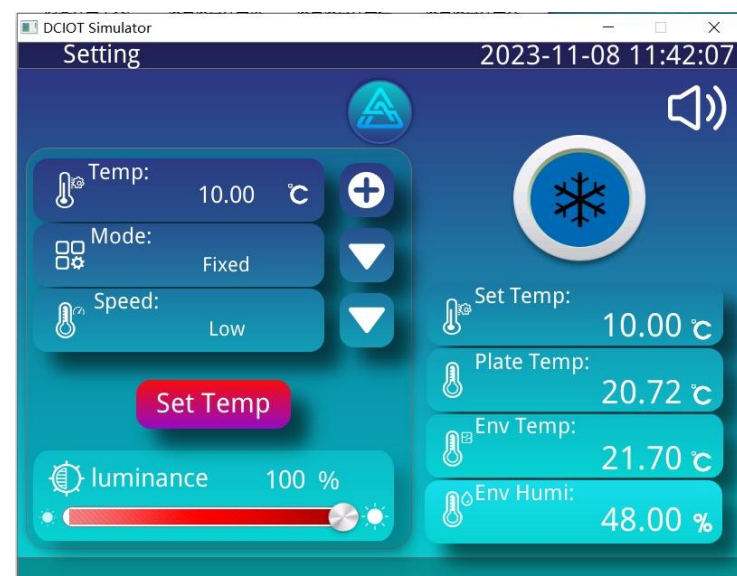 DCIOT Simulator
Setting
2023-11-08 11:42:07
Temp:
10.00 ℃
Mode:
Fixed
Speed:
Low
Set Temp
luminance 100 %
Set Temp:
10.00 ℃
Plate Temp:
20.72 ℃
Env Temp:
21.70 ℃
Env Humi:
48.00 %